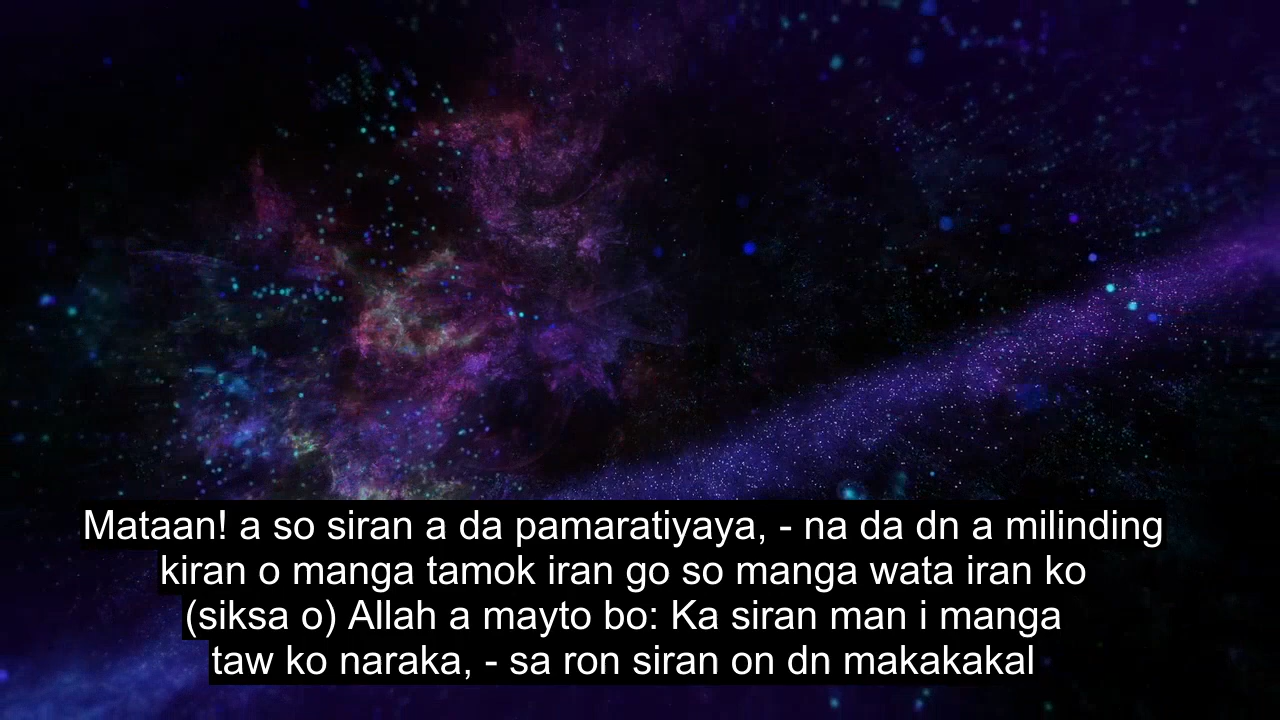 Mataan! a so siran a da pamaratiyaya, - na da dn a milinding
kiran o manga tamok iran go so manga wata iran ko
(siksa o) Allah a mayto bo: Ka siran man i manga
taw ko naraka, - sa ron siran on dn makakakal